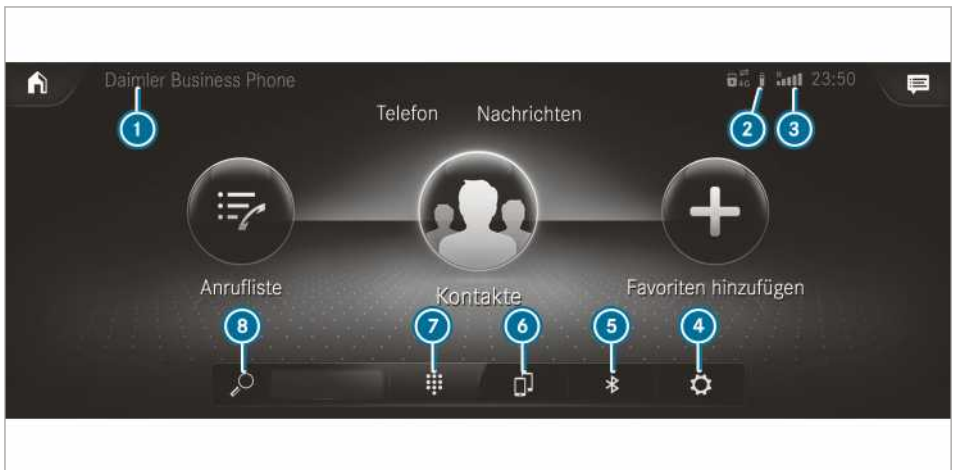 Daimler Business Phone
4G
23:50
1
2
3
Telefon Nachrichten
Anrufliste
Kontakte
Favoriten hinzufügen
8
7
6
5
4